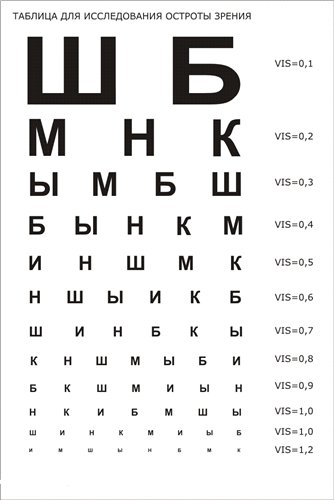 ТАБЛИЦА ДЛЯ ИССЛЕДОВАНИЯ ОСТРОТЫ ЗРЕНИЯ
Ш Б VIS=0,1
М Н К VIS=0,2
Ы М Б Ш VIS=0,3
Б Ы Н К М VIS=0,4
И Н Ш М К VIS=0,5
Н Ш Ы И К Б VIS=0,6
Ш И Н Б К Ы VIS=0,7
К Н Ш М Ы Б И VIS=0,8
Б К Ш М И Ы Н VIS=0,9
Н К И Б М Ш Ы VIS=1,0
Ш И Н К М И Ы Б VIS=1,0
И М Ш Ы Н Б М К VIS=1,2